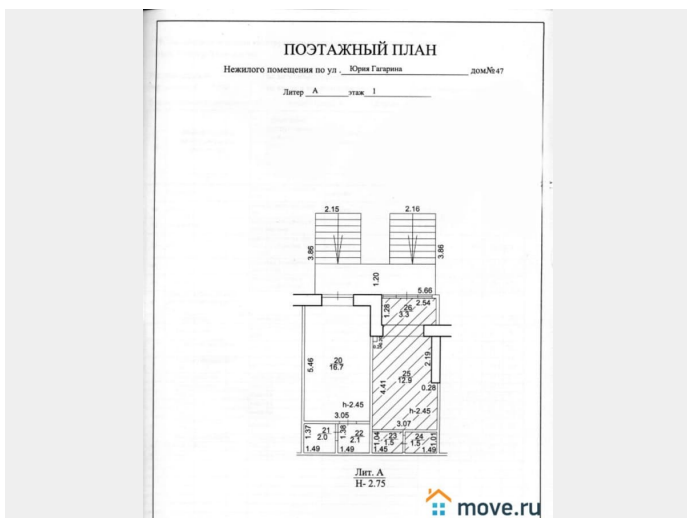 ПОЭТАЖНЫЙ ПЛАН
Нежилого помещения по ул . Юрия Гагарина дом№47
Литер А этаж 1
2.15 2.16
3.86 3.86
1.20
5.66
2.54
1.28 26
3.3
5.46 20
16.7
2.19
25
12.9
4.41 0.28
h-2.45 h-2.45
3.05 3.07
1.37 21
2.0
1.38 22
2.1
1.04 23
1.5
24
1.5 1.01
1.49 1.49 1.45 1.49
Лит. А
Н- 2.75
move.ru